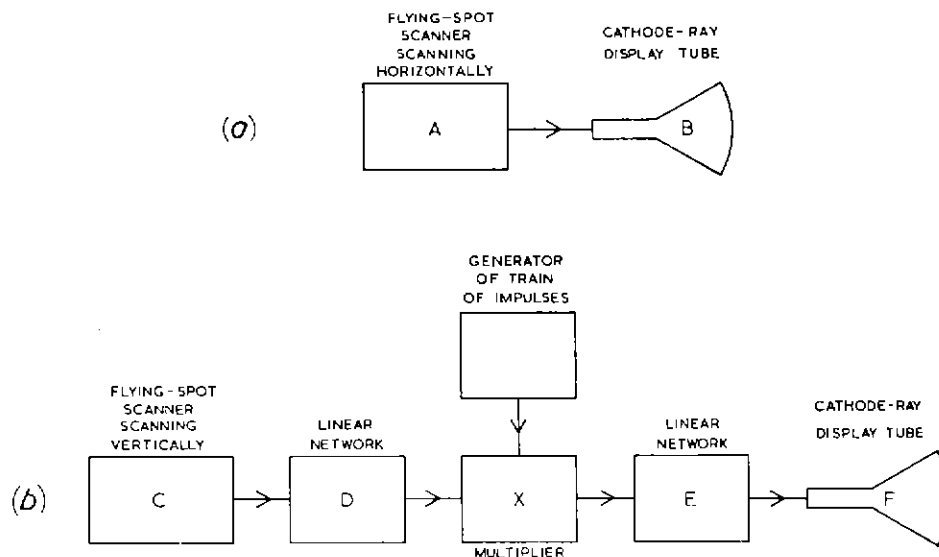 FLYING-SPOT
SCANNER
SCANNING
HORIZONTALLY
CATHODE-RAY
DISPLAY TUBE
(a)
A
B
GENERATOR
OF TRAIN
OF IMPULSES
FLYING-SPOT
SCANNER
SCANNING
VERTICALLY
LINEAR
NETWORK
LINEAR
NETWORK
CATHODE-RAY
DISPLAY TUBE
(b)
C
D
X
E
F
MULTIPLIER